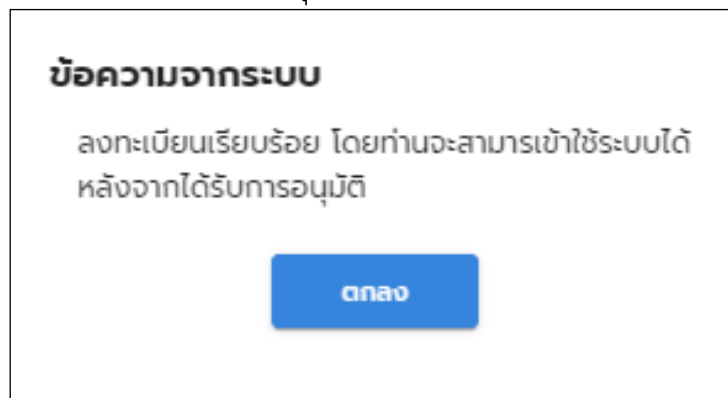 ข้อความจากระบบ
ลงทะเบียนเรียบร้อย โดยท่านจะสามารเข้าใช้ระบบได้
หลังจากได้รับการอนุมัติ
ตกลง